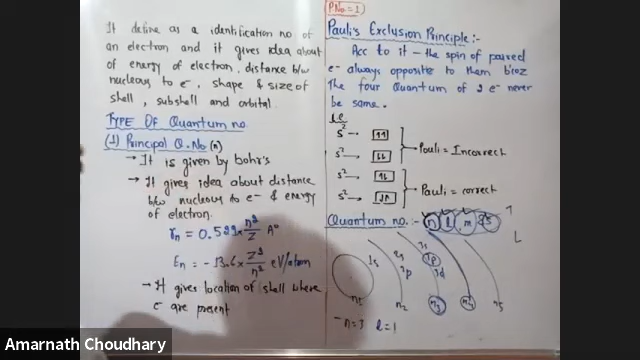 It define as a identification no. of
an electron and it gives idea about
of energy of electron, distance b/w
nucleous to e⁻, shape & size of
shell, subshell and orbital.
TYPE OF Quantum no.
(1) Principal Q. No (n)
→ It is given by bohr's
→ It gives idea about distance
b/w nucleous to e⁻ & energy
of electron.
rₙ = 0.529 × n²/Z A°
Eₙ = -13.6 × Z²/n² eV/atom
→ It gives location of shell where
e⁻ are present
PNo = 1
Pauli's Exclusion Principle :-
Acc to it - the spin of paired
e⁻ always opposite to them b'coz
The four Quantum of 2 e⁻ never
be same.
i.e
S² → 11
S² →
Pauli = Incorrect
S² → 1
S² →
Pauli = correct
Quantum no. :- n l m s
1s 2s 2p 3s 3p 3d
n1 n2 n3 n4 n5
n=3 l=1
Amarnath Choudhary